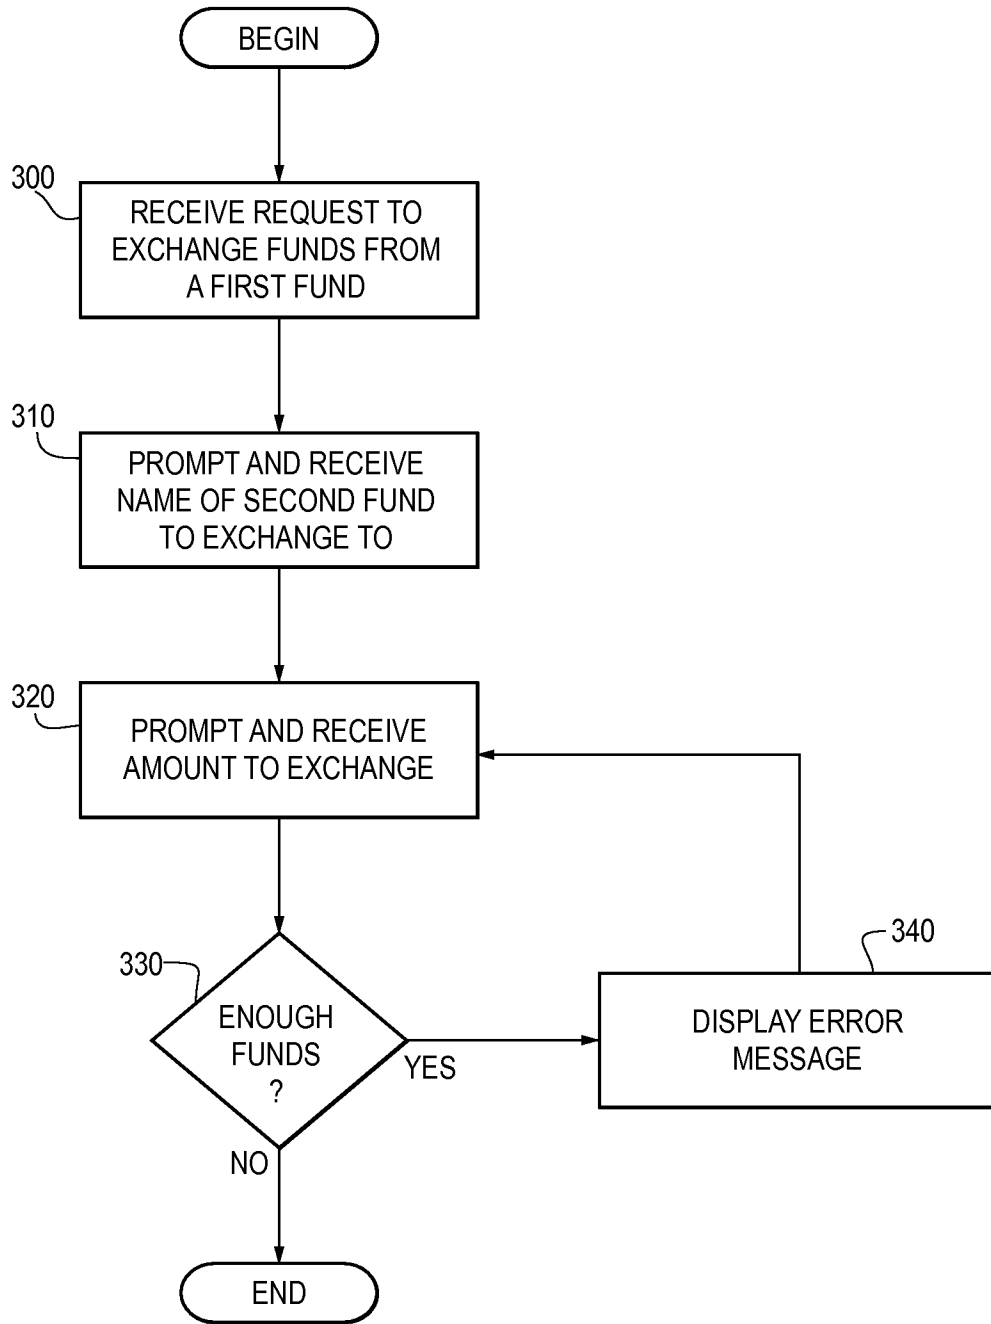 BEGIN
300
RECEIVE REQUEST TO
EXCHANGE FUNDS FROM
A FIRST FUND
310
PROMPT AND RECEIVE
NAME OF SECOND FUND
TO EXCHANGE TO
320
PROMPT AND RECEIVE
AMOUNT TO EXCHANGE
330
ENOUGH
FUNDS
?
YES
NO
340
DISPLAY ERROR
MESSAGE
END